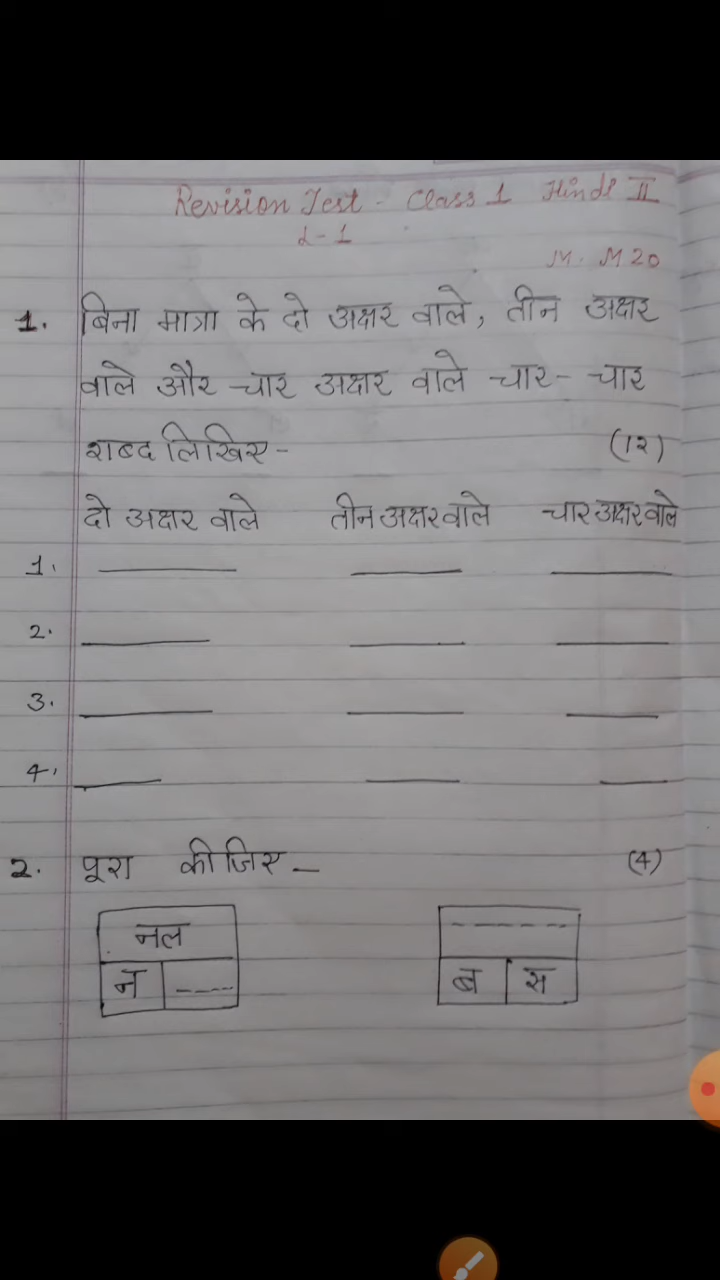 Revision Test - Class 1 Hindi II
L-1
M. M 20
1. बिना मात्रा के दो अक्षर वाले, तीन अक्षर
वाले और चार अक्षर वाले चार-चार
शब्द लिखिए-
(12)
दो अक्षर वाले तीन अक्षर वाले चार अक्षर वाले
1.
2.
3.
4.
2. पूरा कीजिए- (4)
नल
न
ब स